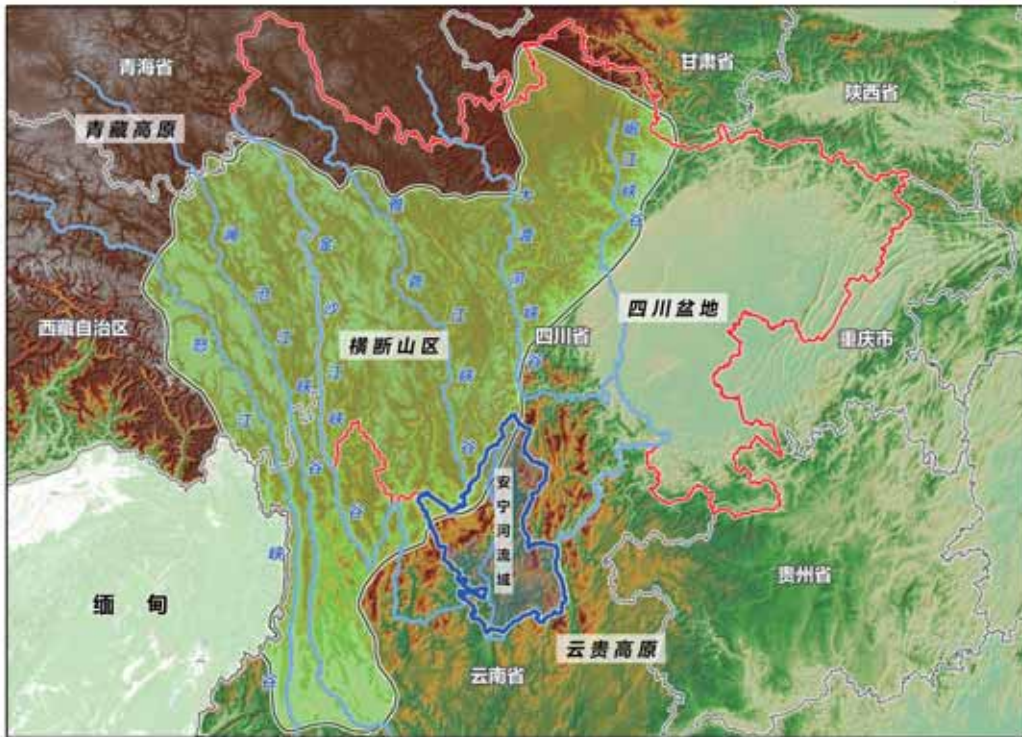 青海省
甘肃省
陕西省
青藏高原
岷江峡谷
大渡河峡谷
雅砻江峡谷
金沙江峡谷
澜沧江峡谷
怒江峡谷
四川盆地
西藏自治区
横断山区
四川省
重庆市
安宁河流域
贵州省
缅甸
云贵高原
云南省